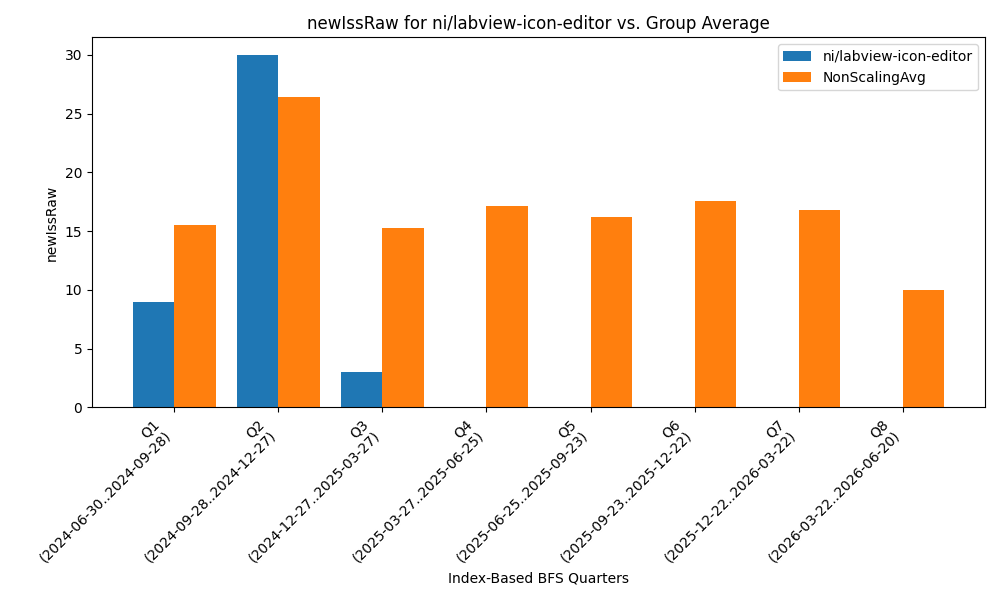 newIssRaw for ni/labview-icon-editor vs. Group Average
ni/labview-icon-editor
NonScalingAvg
newIssRaw
30
25
20
15
10
5
0
Q1
(2024-06-30..2024-09-28)
Q2
(2024-09-28..2024-12-27)
Q3
(2024-12-27..2025-03-27)
Q4
(2025-03-27..2025-06-25)
Q5
(2025-06-25..2025-09-23)
Q6
(2025-09-23..2025-12-22)
Q7
(2025-12-22..2026-03-22)
Q8
(2026-03-22..2026-06-20)
Index-Based BFS Quarters